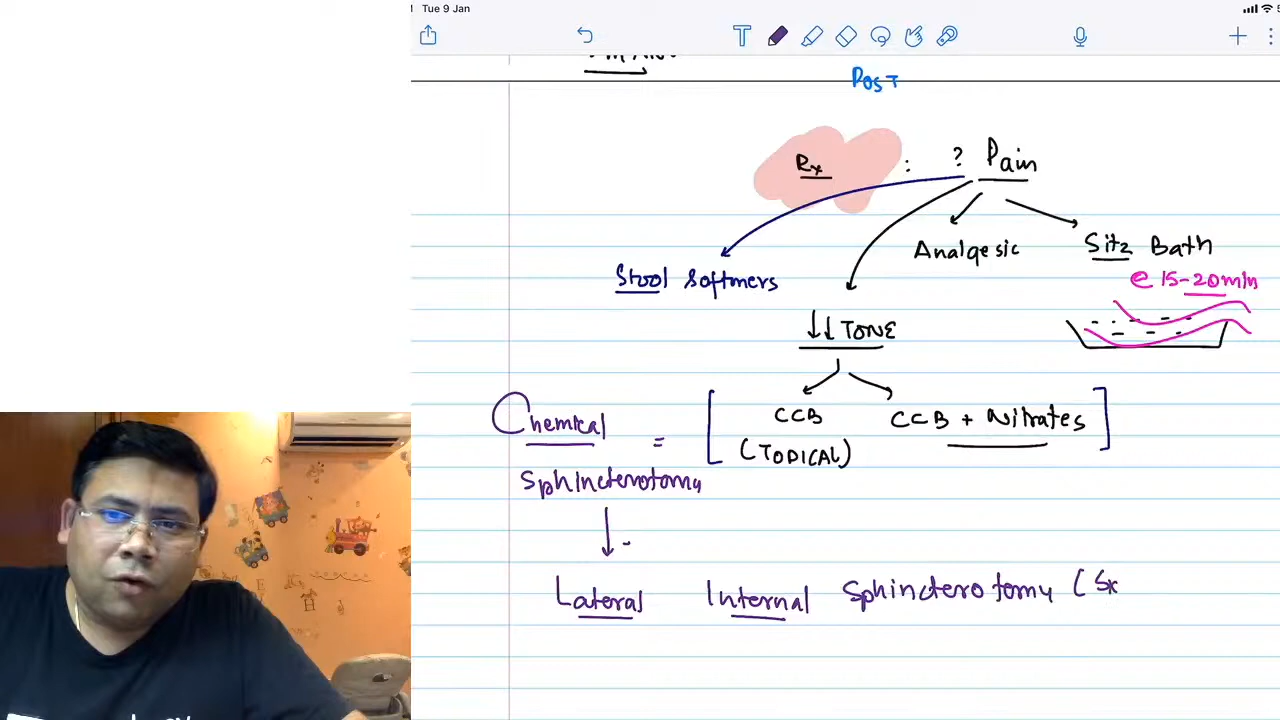 Tue 9 Jan
POST
Rx : ? Pain
Analgesic
Sitz Bath
Stool Softners
@ 15-20min
↓↓ TONE
Chemical = [ CCB CCB + Nitrates ]
(TOPICAL)
Sphincterotomy
Lateral Internal Sphincterotomy (Sx